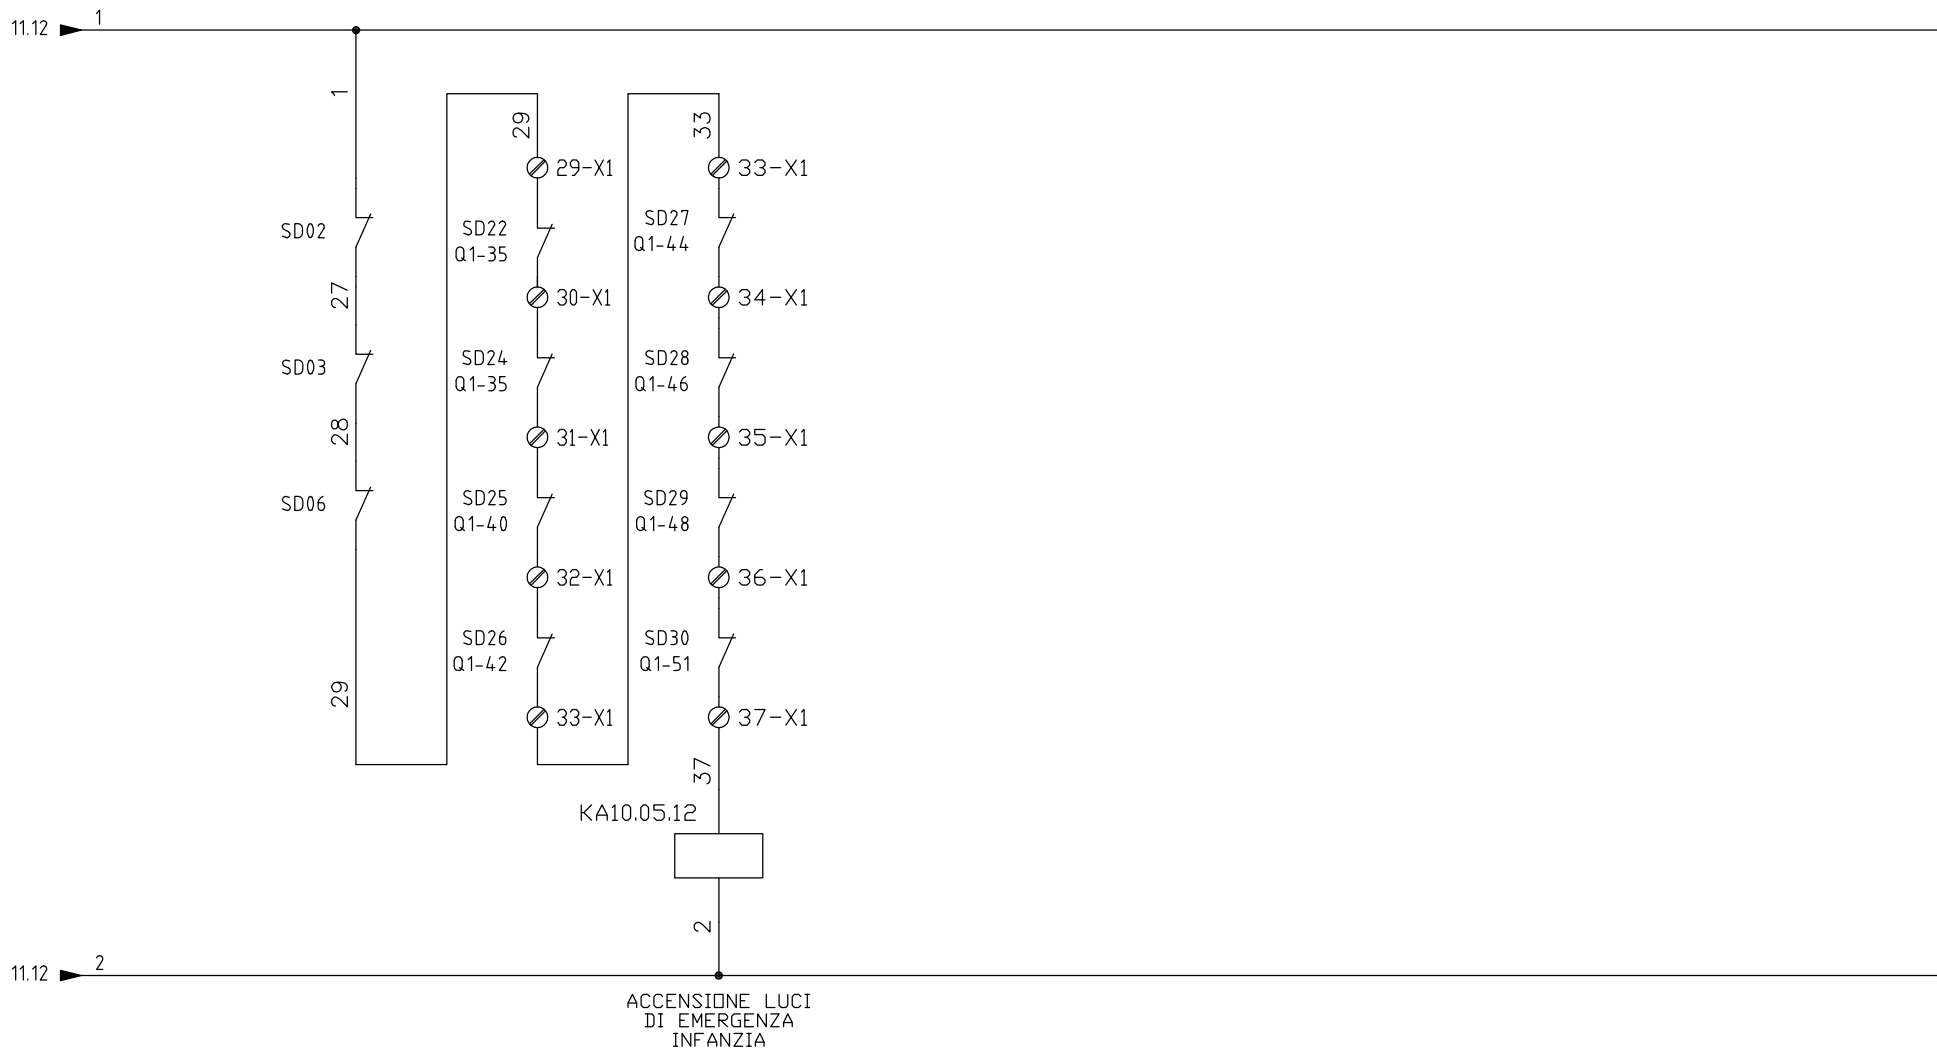 11.12
1
1
SD02
27
SD03
28
SD06
29
29
29-X1
SD22
Q1-35
30-X1
SD24
Q1-35
31-X1
SD25
Q1-40
32-X1
SD26
Q1-42
33-X1
33
33-X1
SD27
Q1-44
34-X1
SD28
Q1-46
35-X1
SD29
Q1-48
36-X1
SD30
Q1-51
37-X1
37
KA10.05.12
2
11.12
2
ACCENSIONE LUCI
DI EMERGENZA
INFANZIA